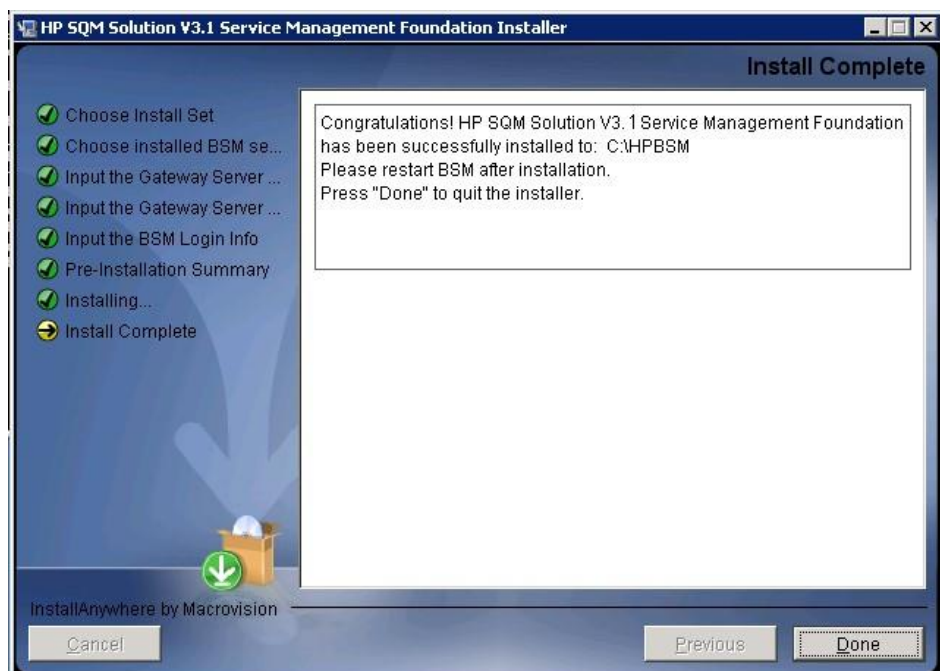 HP SQM Solution V3.1 Service Management Foundation Installer
Install Complete
Choose Install Set
Choose installed BSM se...
Input the Gateway Server ...
Input the Gateway Server ...
Input the BSM Login Info
Pre-Installation Summary
Installing...
Install Complete
Congratulations! HP SQM Solution V3.1 Service Management Foundation
has been successfully installed to: C:\HPBSM
Please restart BSM after installation.
Press "Done" to quit the installer.
InstallAnywhere by Macrovision
Cancel
Previous
Done